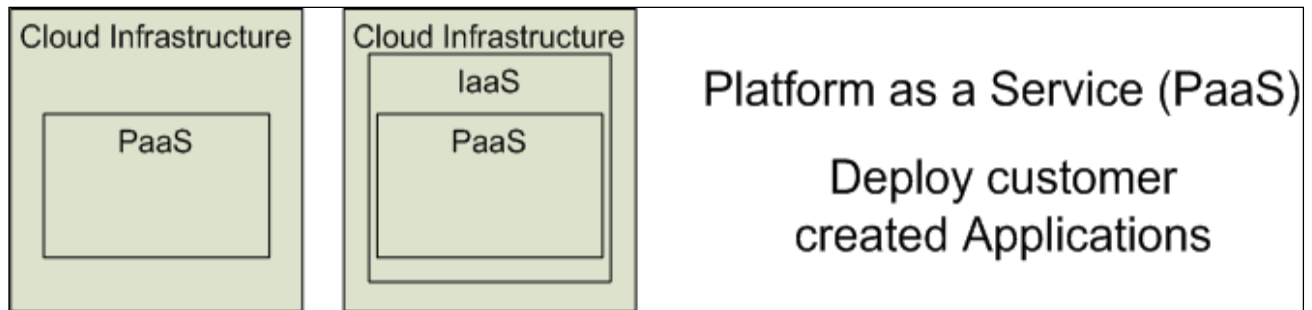 Cloud Infrastructure
PaaS
Cloud Infrastructure
IaaS
PaaS
Platform as a Service (PaaS)
Deploy customer
created Applications